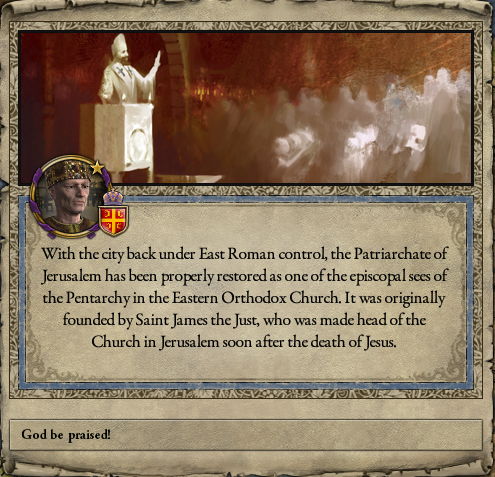 With the city back under East Roman control, the Patriarchate of
Jerusalem has been properly restored as one of the episcopal sees of
the Pentarchy in the Eastern Orthodox Church. It was originally
founded by Saint James the Just, who was made head of the
Church in Jerusalem soon after the death of Jesus.
God be praised!